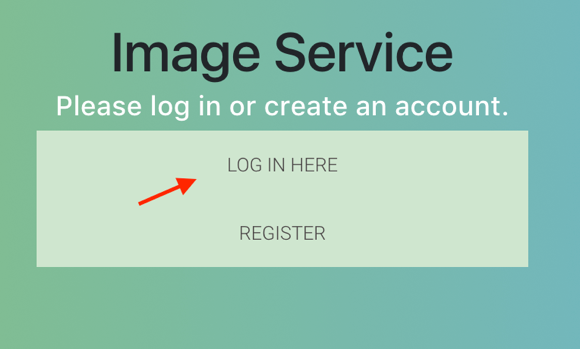 Image Service
Please log in or create an account.
LOG IN HERE
REGISTER